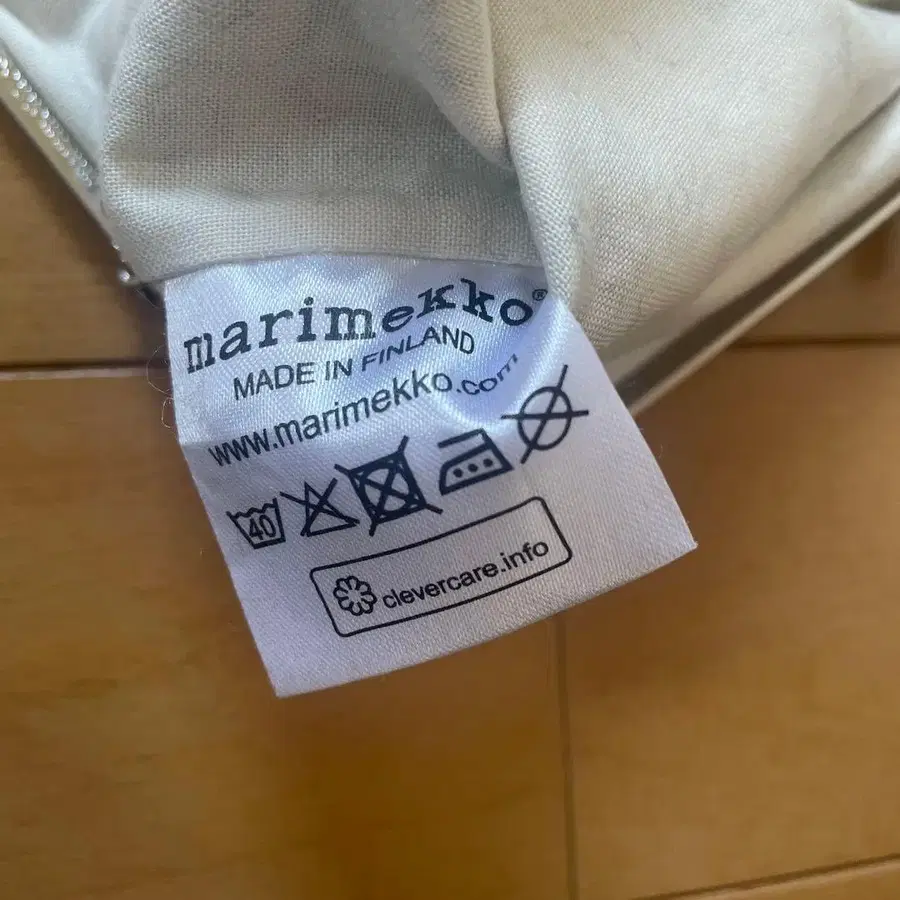 marimekko®
MADE IN FINLAND
www.marimekko.com
40
clevercare.info